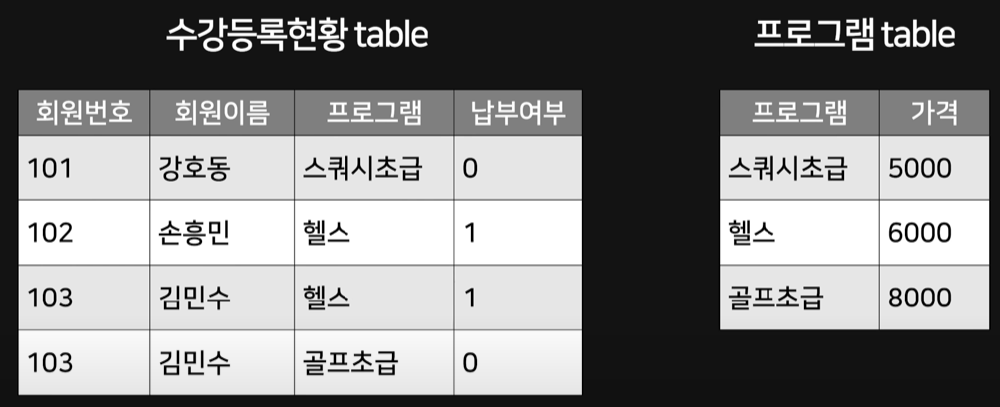 수강등록현황 table
회원번호 회원이름 프로그램 납부여부
101 강호동 스쿼시초급 0
102 손흥민 헬스 1
103 김민수 헬스 1
103 김민수 골프초급 0
프로그램 table
프로그램 가격
스쿼시초급 5000
헬스 6000
골프초급 8000